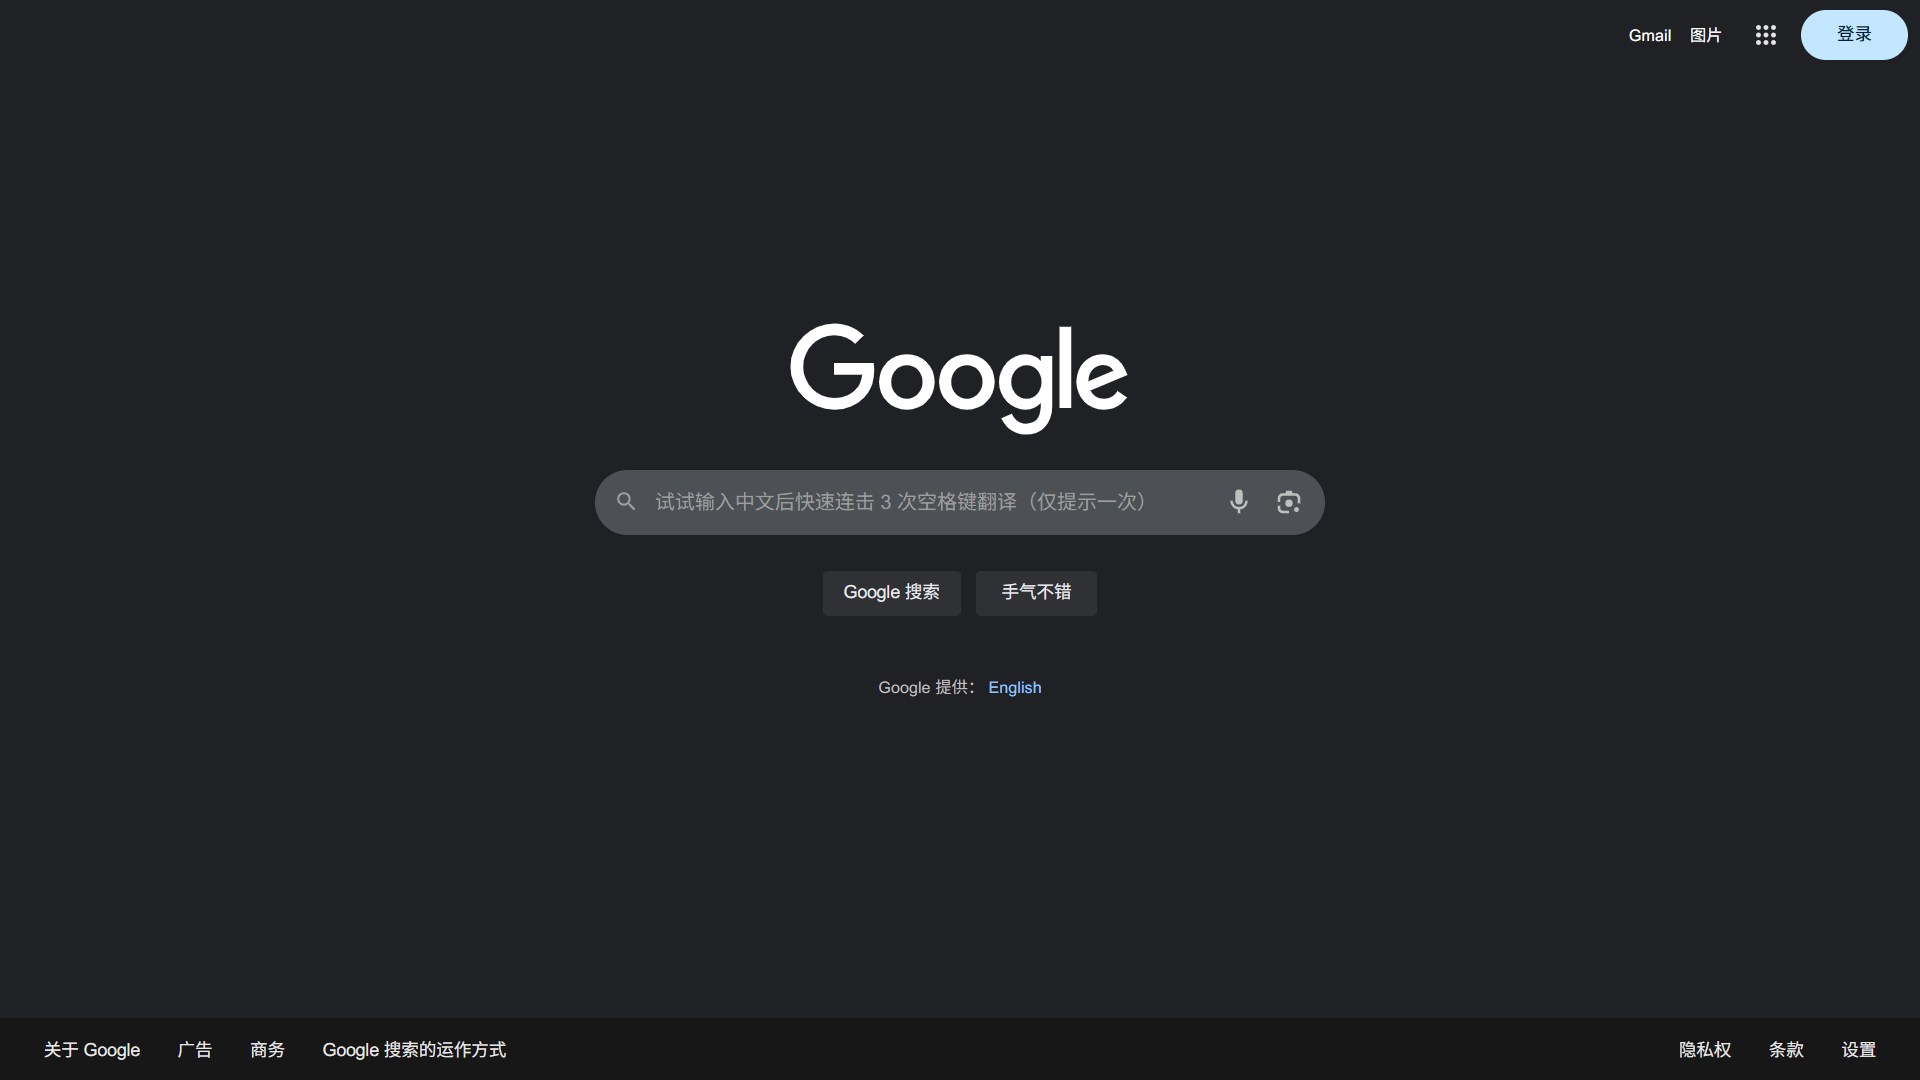 Gmail 图片 登录
Google
试试输入中文后快速连击 3 次空格键翻译（仅提示一次）
Google 搜索 手气不错
Google 提供： English
关于 Google 广告 商务 Google 搜索的运作方式 隐私权 条款 设置